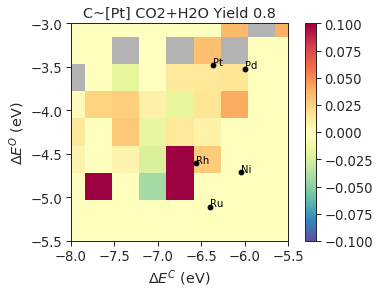 C~[Pt] CO2+H2O Yield 0.8
ΔE^O (eV)
−3.0
−3.5
−4.0
−4.5
−5.0
−5.5
Pt
Pd
Rh
Ni
Ru
−8.0 −7.5 −7.0 −6.5 −6.0 −5.5
ΔE^C (eV)
0.100
0.075
0.050
0.025
0.000
−0.025
−0.050
−0.075
−0.100